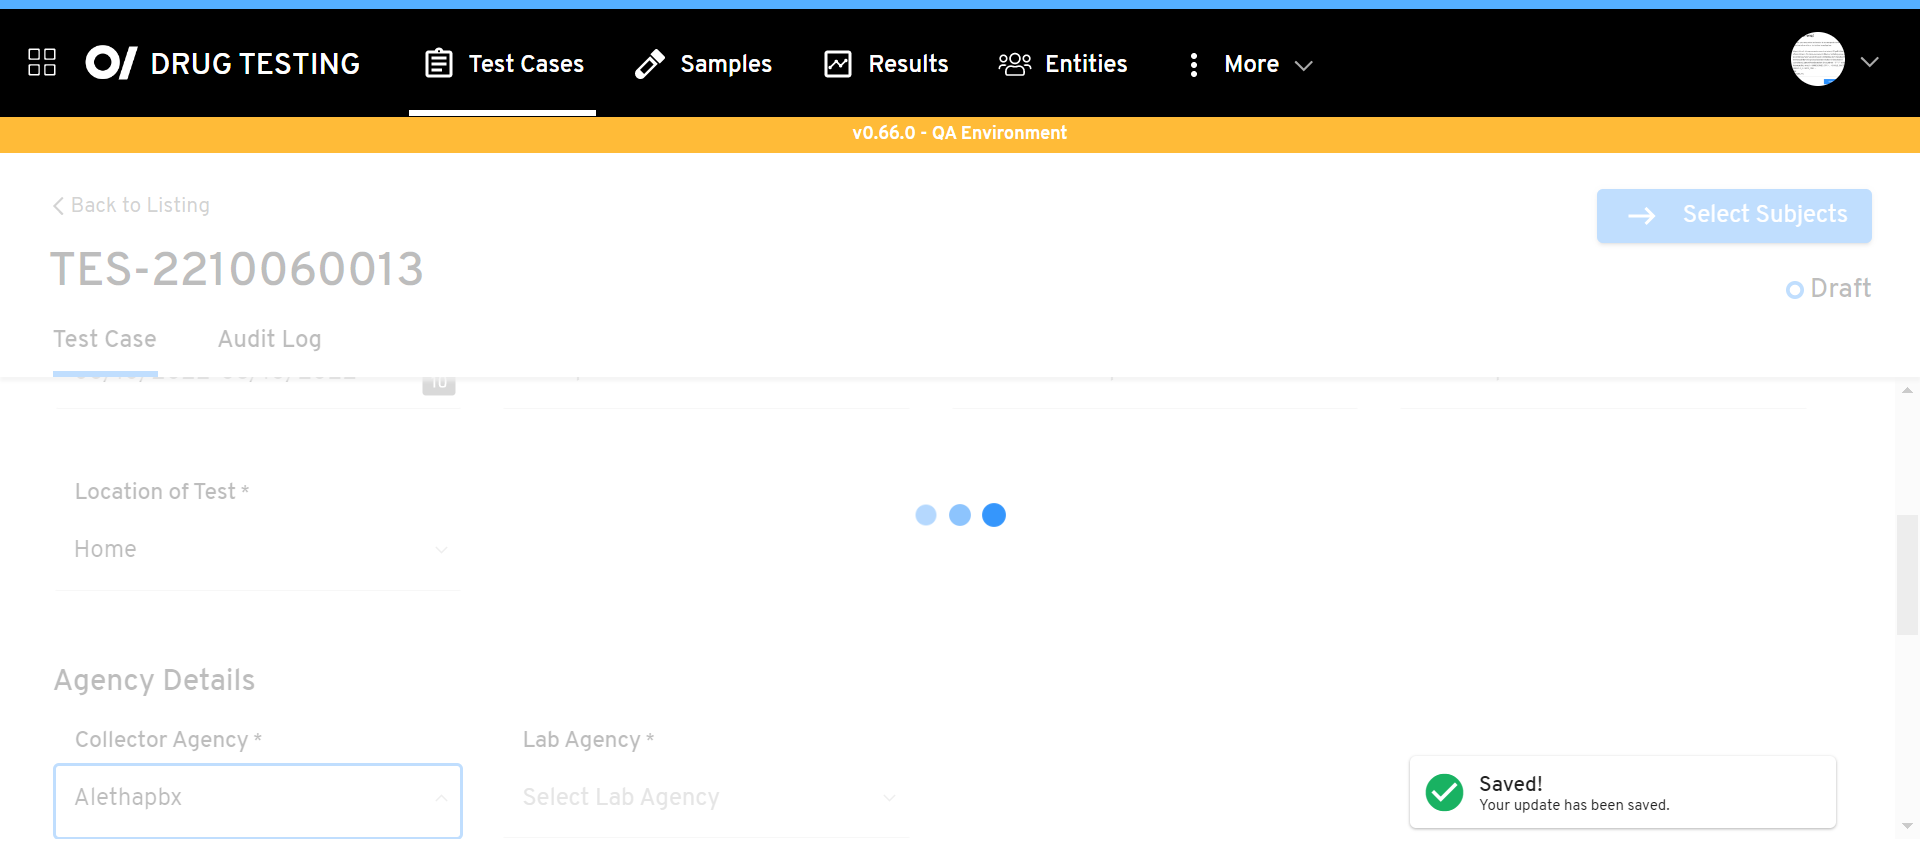 DRUG TESTING
Test Cases
Samples
Results
Entities
More
v0.66.0 - QA Environment
Back to Listing
Select Subjects
TES-2210060013
Draft
Test Case
Audit Log
Location of Test *
Home
Agency Details
Collector Agency *
Lab Agency *
Alethapbx
Select Lab Agency
Saved!
Your update has been saved.